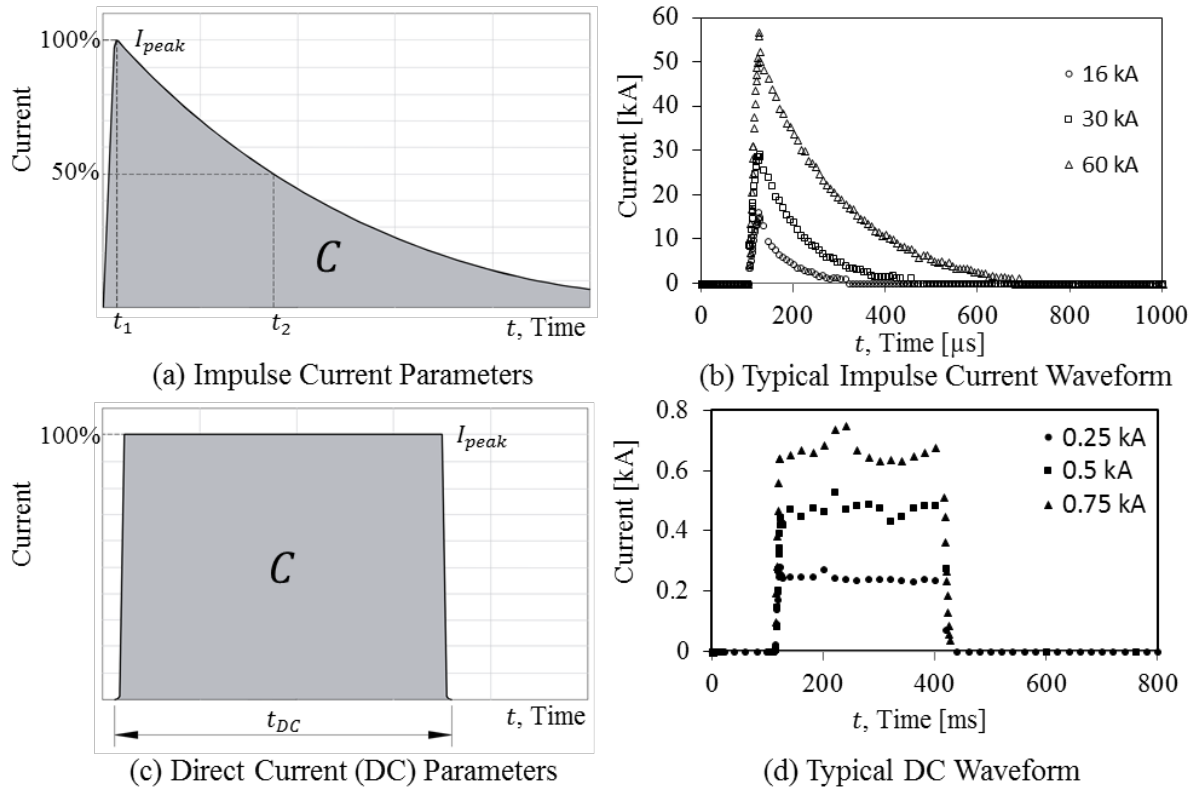 100%
I_peak
50%
Current
C
t_1
t_2
t, Time
(a) Impulse Current Parameters
60
50
40
30
20
10
0
Current [kA]
16 kA
30 kA
60 kA
0 200 400 600 800 1000
t, Time [µs]
(b) Typical Impulse Current Waveform
100%
I_peak
Current
C
t, Time
t_DC
(c) Direct Current (DC) Parameters
0.8
0.6
0.4
0.2
0
Current [kA]
0.25 kA
0.5 kA
0.75 kA
0 200 400 600 800
t, Time [ms]
(d) Typical DC Waveform